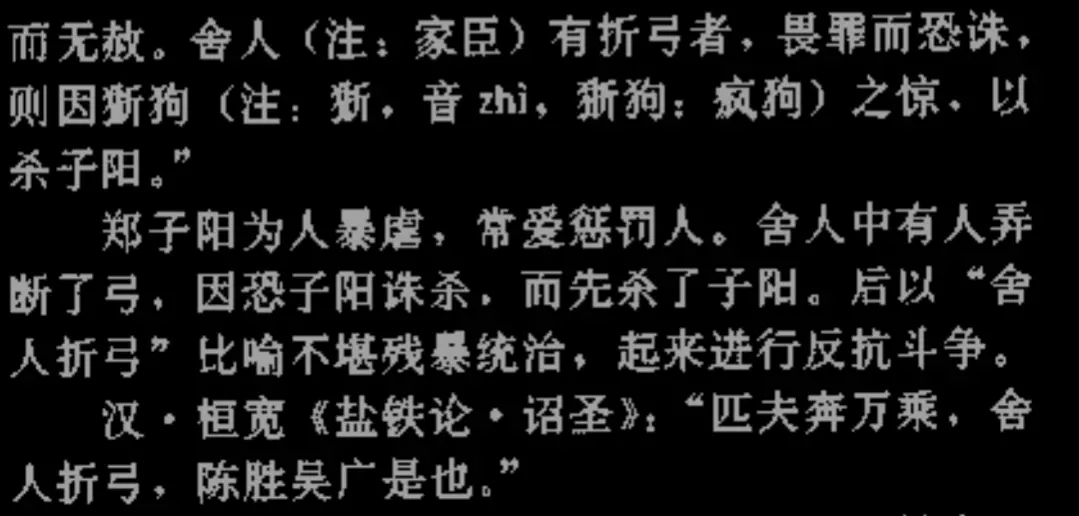 而无赦。舍人（注：家臣）有折弓者，畏罪而恐诛，
则因猘狗（注：猘，音zhì，猘狗：疯狗）之惊，以
杀子阳。”
郑子阳为人暴虐，常爱惩罚人。舍人中有人弄
断了弓，因恐子阳诛杀，而先杀了子阳。后以“舍
人折弓”比喻不堪残暴统治，起来进行反抗斗争。
汉·桓宽《盐铁论·诏圣》：“匹夫奔万乘，舍
人折弓，陈胜吴广是也。”